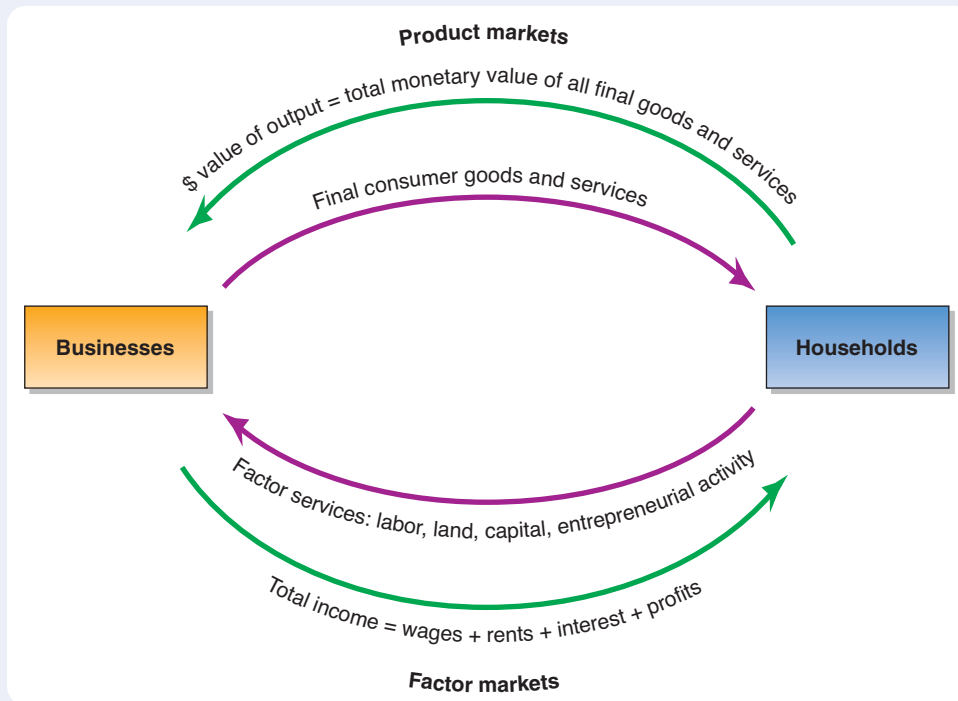 Product markets
$ value of output = total monetary value of all final goods and services
Final consumer goods and services
Businesses
Households
Factor services: labor, land, capital, entrepreneurial activity
Total income = wages + rents + interest + profits
Factor markets